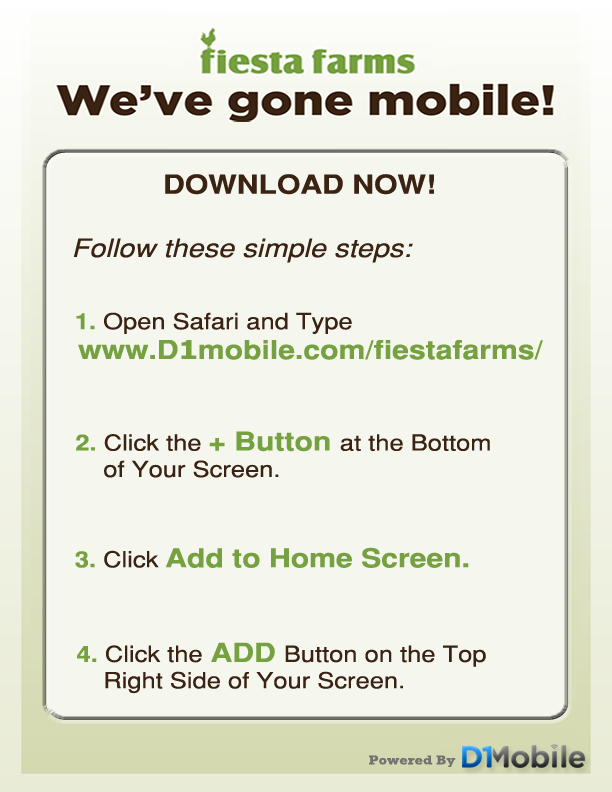 fiesta farms
We've gone mobile!
DOWNLOAD NOW!
Follow these simple steps:
1. Open Safari and Type
www.D1mobile.com/fiestafarms/
2. Click the + Button at the Bottom
of Your Screen.
3. Click Add to Home Screen.
4. Click the ADD Button on the Top
Right Side of Your Screen.
Powered By D1Mobile